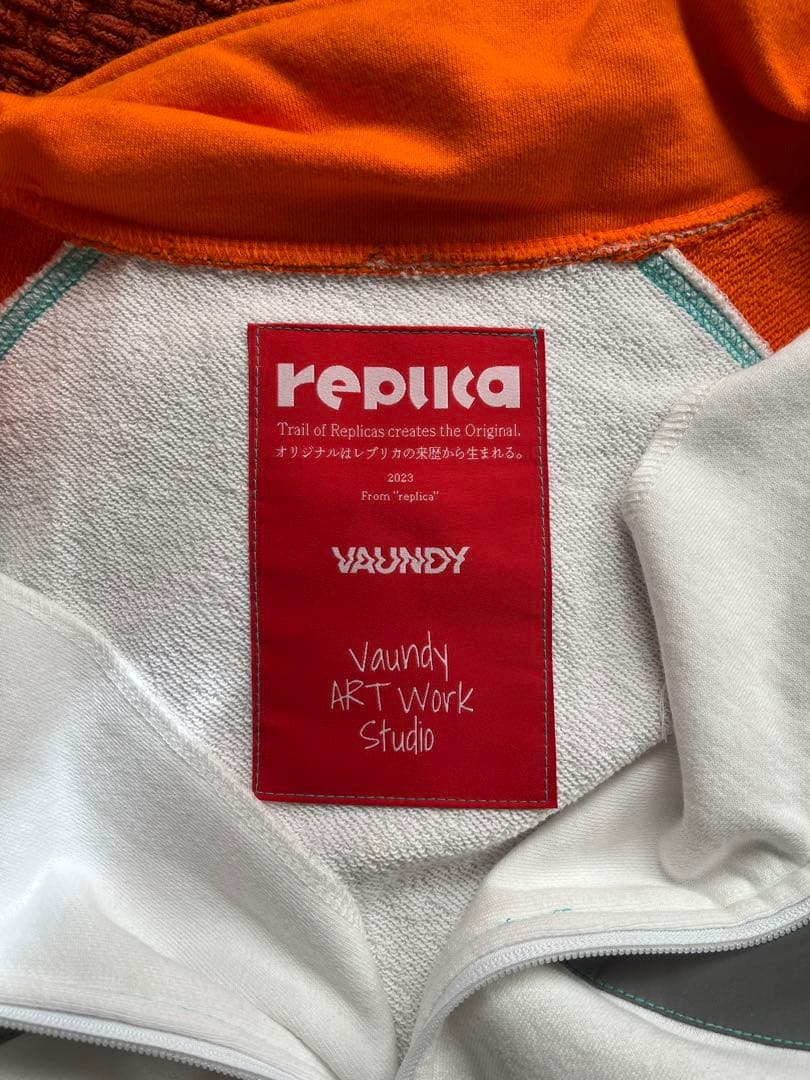 replica
Trail of Replicas creates the Original.
オリジナルはレプリカの来歴から生まれる。
2023
From "replica"
VAUNDY
Vaundy
ART Work
Studio